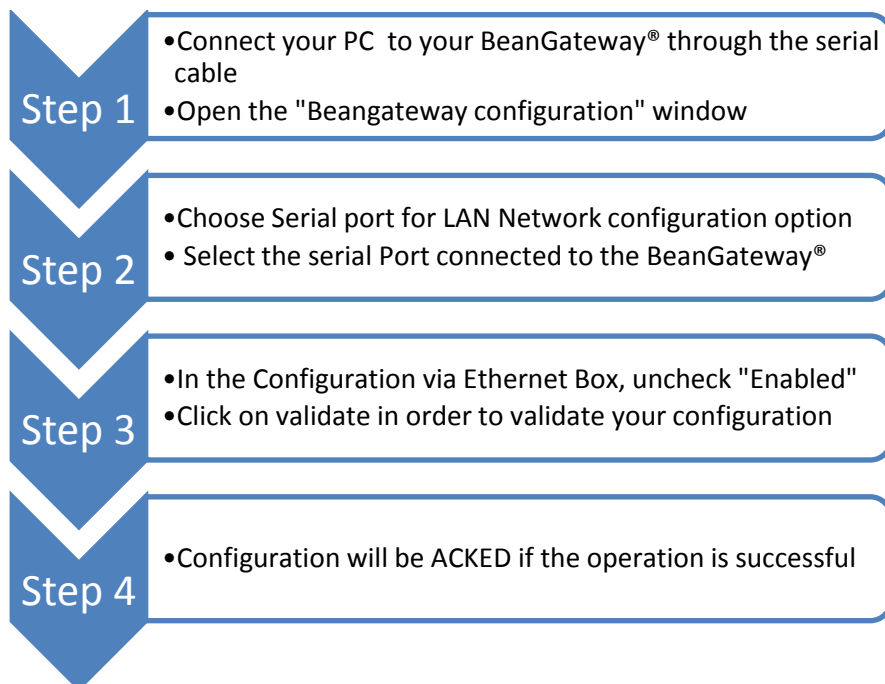 Step 1
•Connect your PC to your BeanGateway® through the serial
cable
•Open the "Beangateway configuration" window
Step 2
•Choose Serial port for LAN Network configuration option
• Select the serial Port connected to the BeanGateway®
Step 3
•In the Configuration via Ethernet Box, uncheck "Enabled"
•Click on validate in order to validate your configuration
Step 4
•Configuration will be ACKED if the operation is successful